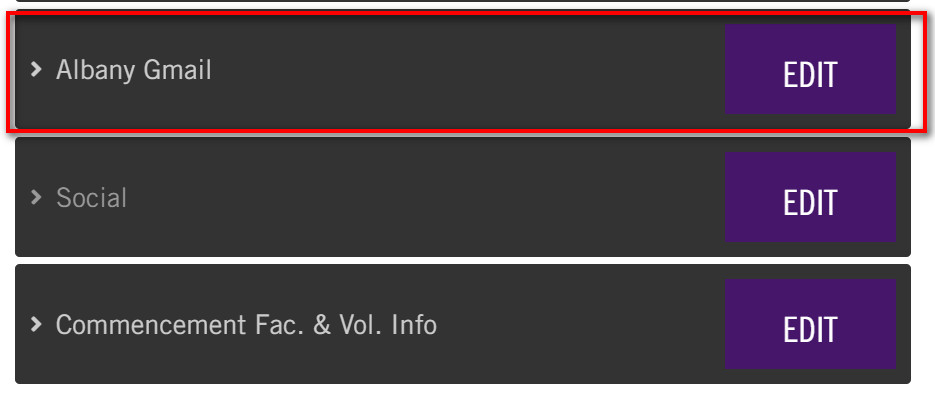 Albany Gmail EDIT
Social EDIT
Commencement Fac. & Vol. Info EDIT